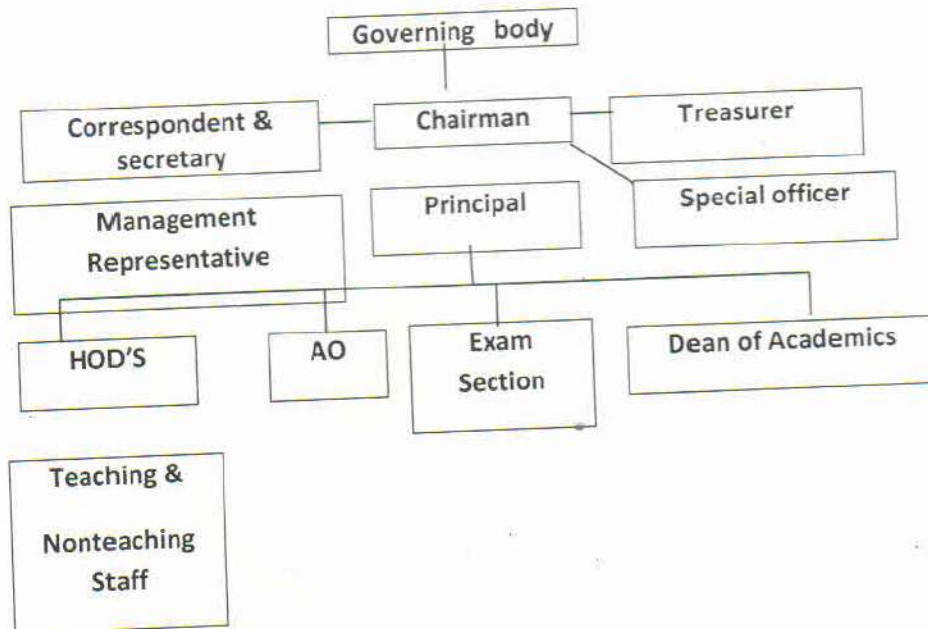 Governing body
Correspondent &
secretary
Chairman
Treasurer
Special officer
Management
Representative
Principal
HOD'S
AO
Exam
Section
Dean of Academics
Teaching &
Nonteaching
Staff